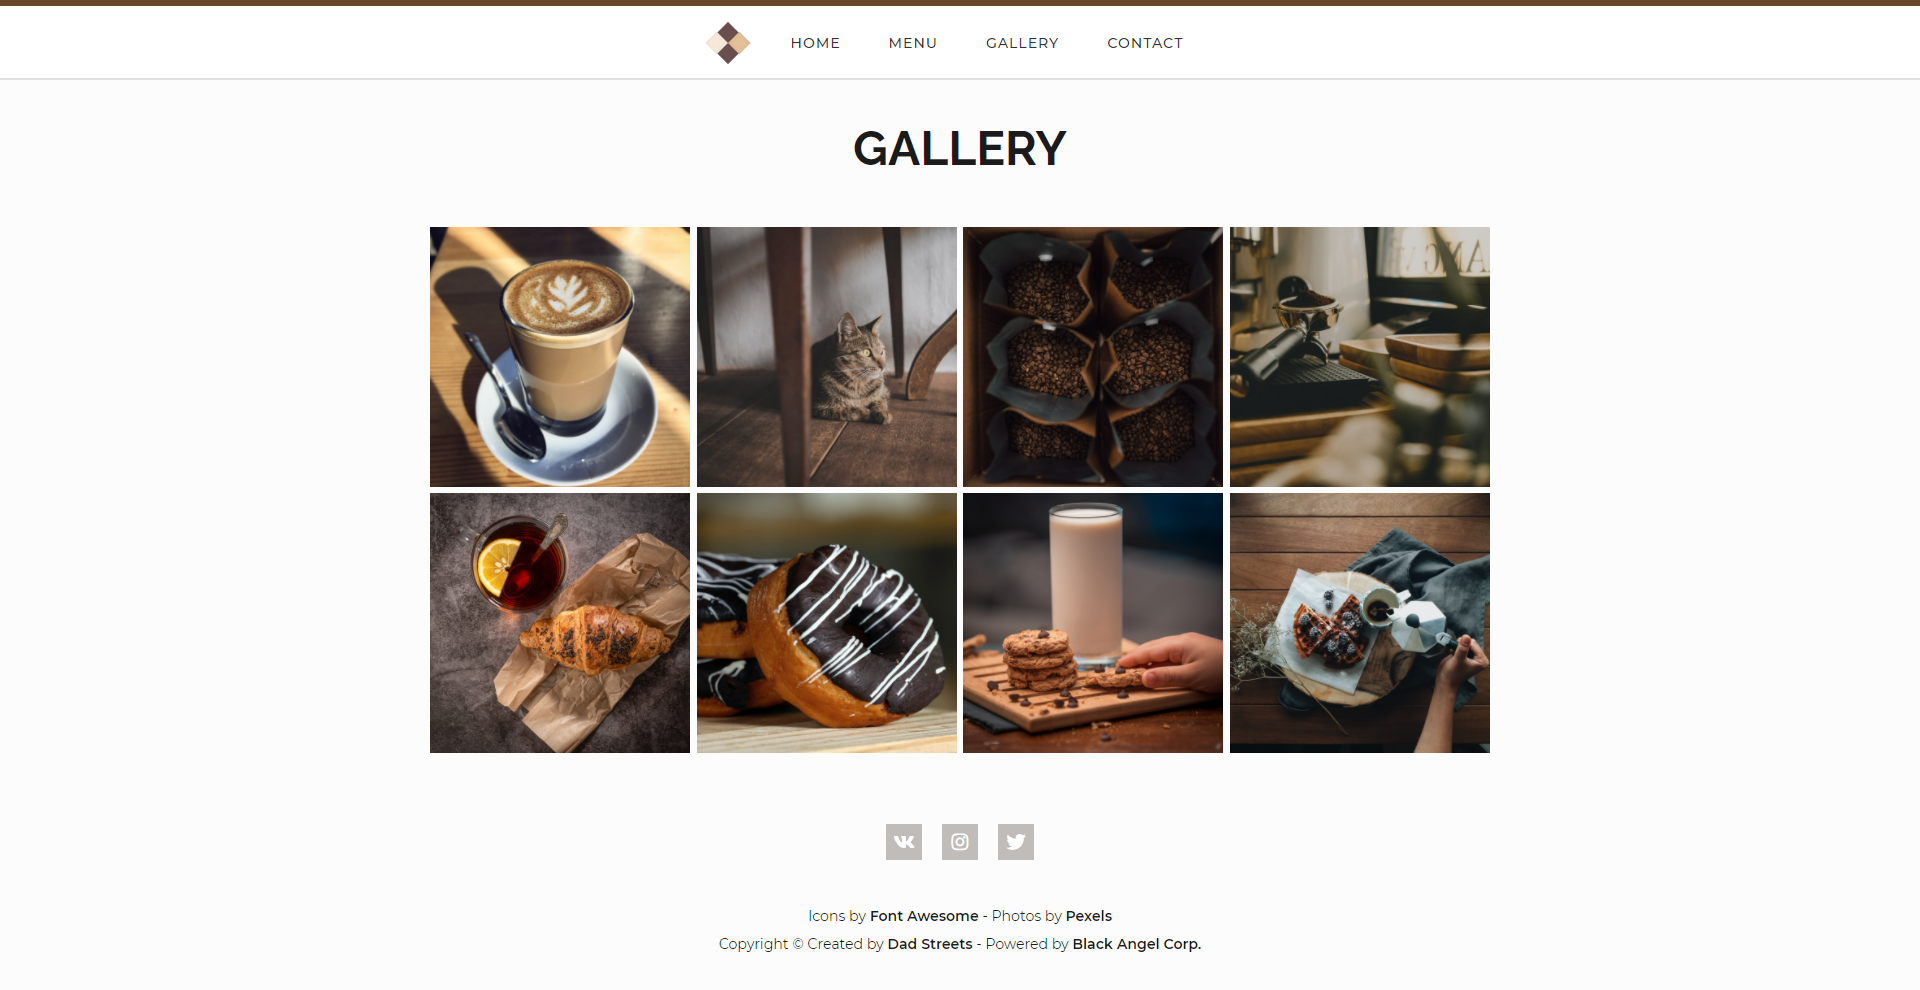 HOME MENU GALLERY CONTACT
GALLERY
Icons by Font Awesome - Photos by Pexels
Copyright © Created by Dad Streets - Powered by Black Angel Corp.